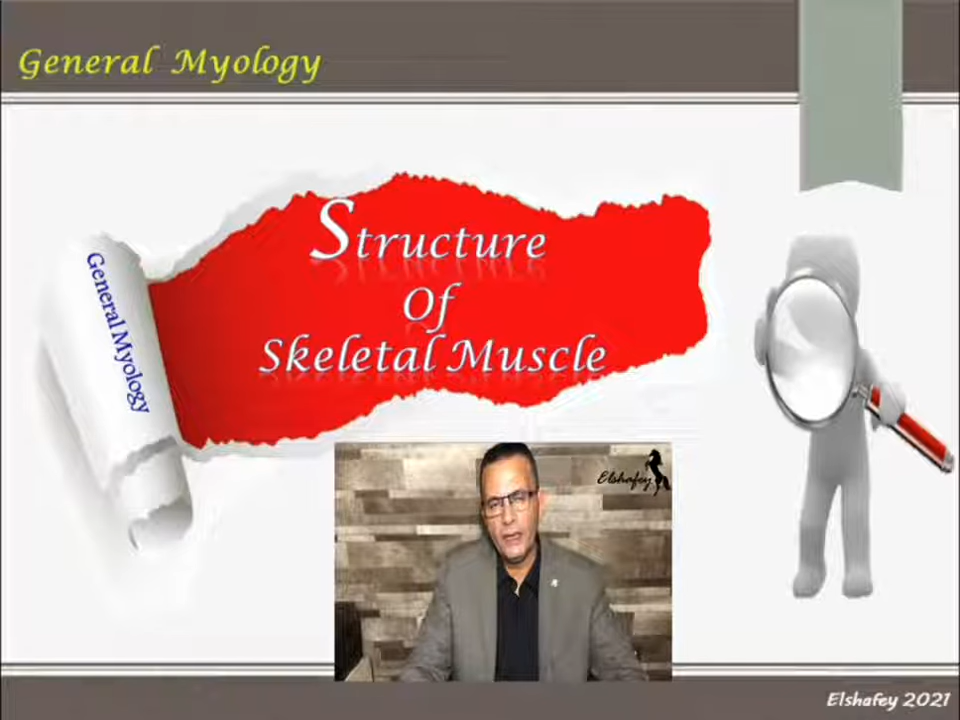 General Myology
Structure
Of
Skeletal Muscle
General Myology
Elshafey
Elshafey 2021